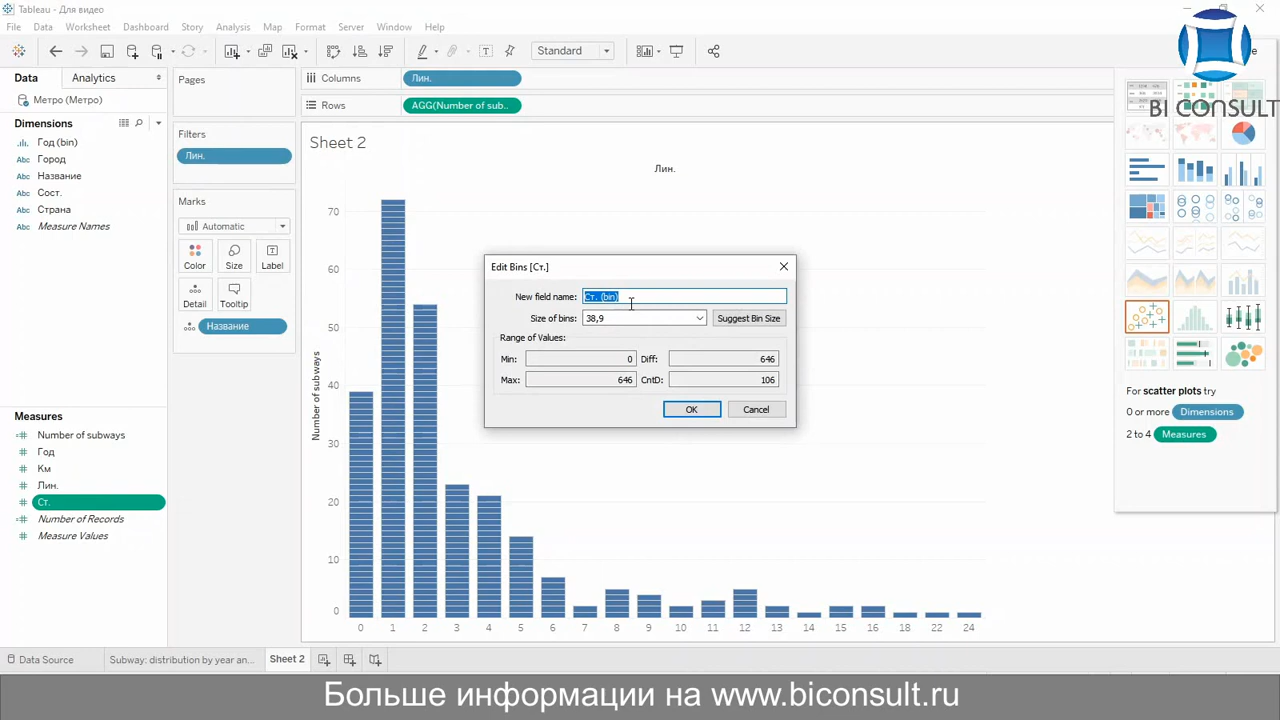 Tableau - Для видео
File Data Worksheet Dashboard Story Analysis Map Format Server Window Help
Standard
BI CONSULT
Data Analytics
Метро (Метро)
Dimensions
Год (bin)
Abc Город
Abc Название
Abc Сост.
Abc Страна
Abc Measure Names
Measures
Number of subways
Год
Км
Лин.
Ст.
Number of Records
Measure Values
Pages
Filters
Лин.
Marks
Automatic
Color Size Label
Detail Tooltip
Название
Columns Лин.
Rows AGG(Number of sub..
Sheet 2
Лин.
Number of subways
70
60
50
40
30
20
10
0
0 1 2 3 4 5 6 7 8 9 10 11 12 13 14 15 16 18 22 24
Edit Bins [Ст.]
New field name: Ст. (bin)
Size of bins: 38,9 Suggest Bin Size
Range of Values:
Min: 0 Diff: 646
Max: 646 CntD: 106
OK Cancel
For scatter plots try
0 or more Dimensions
2 to 4 Measures
Data Source Subway: distribution by year an... Sheet 2
Больше информации на www.biconsult.ru